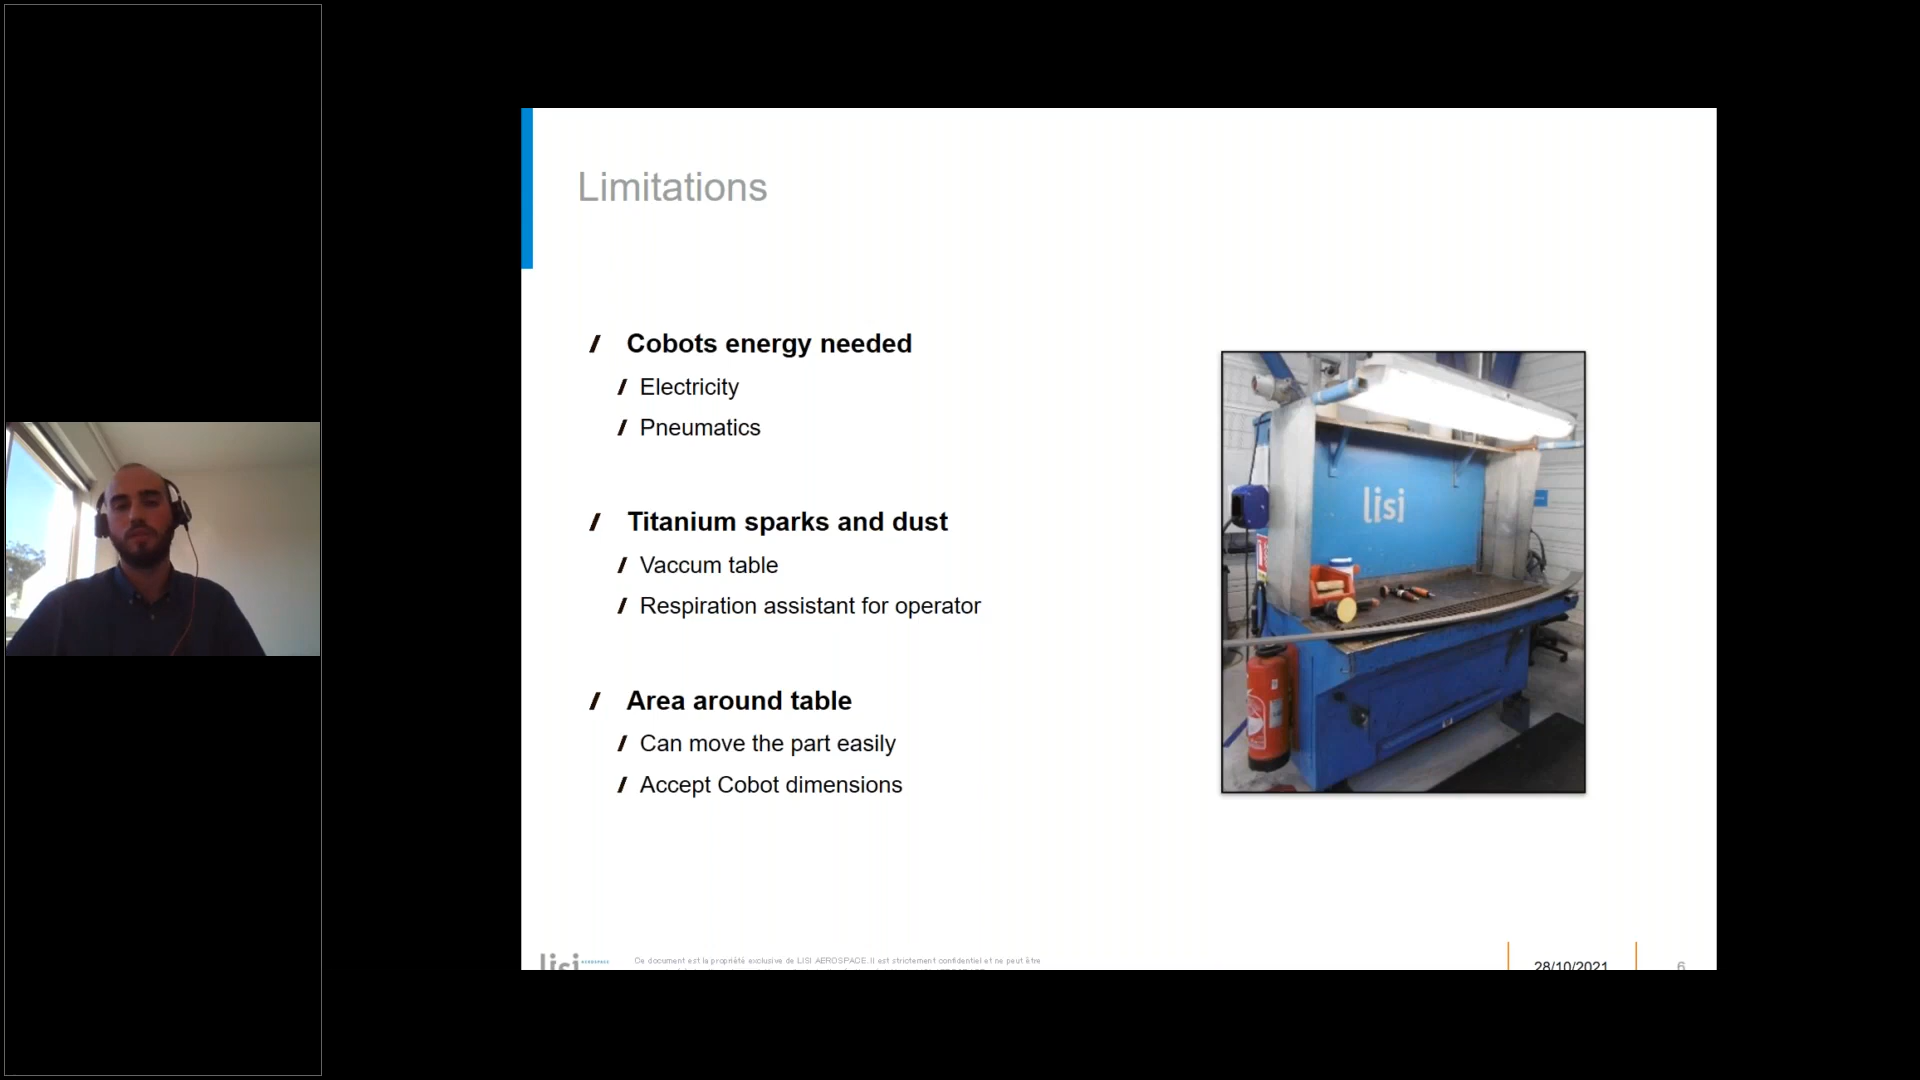 Limitations
Cobots energy needed
Electricity
Pneumatics
Titanium sparks and dust
Vaccum table
Respiration assistant for operator
Area around table
Can move the part easily
Accept Cobot dimensions
lisi
lisi AEROSPACE
Ce document est la propriété exclusive de LISI AEROSPACE. Il est strictement confidentiel et ne peut être
28/10/2021
6